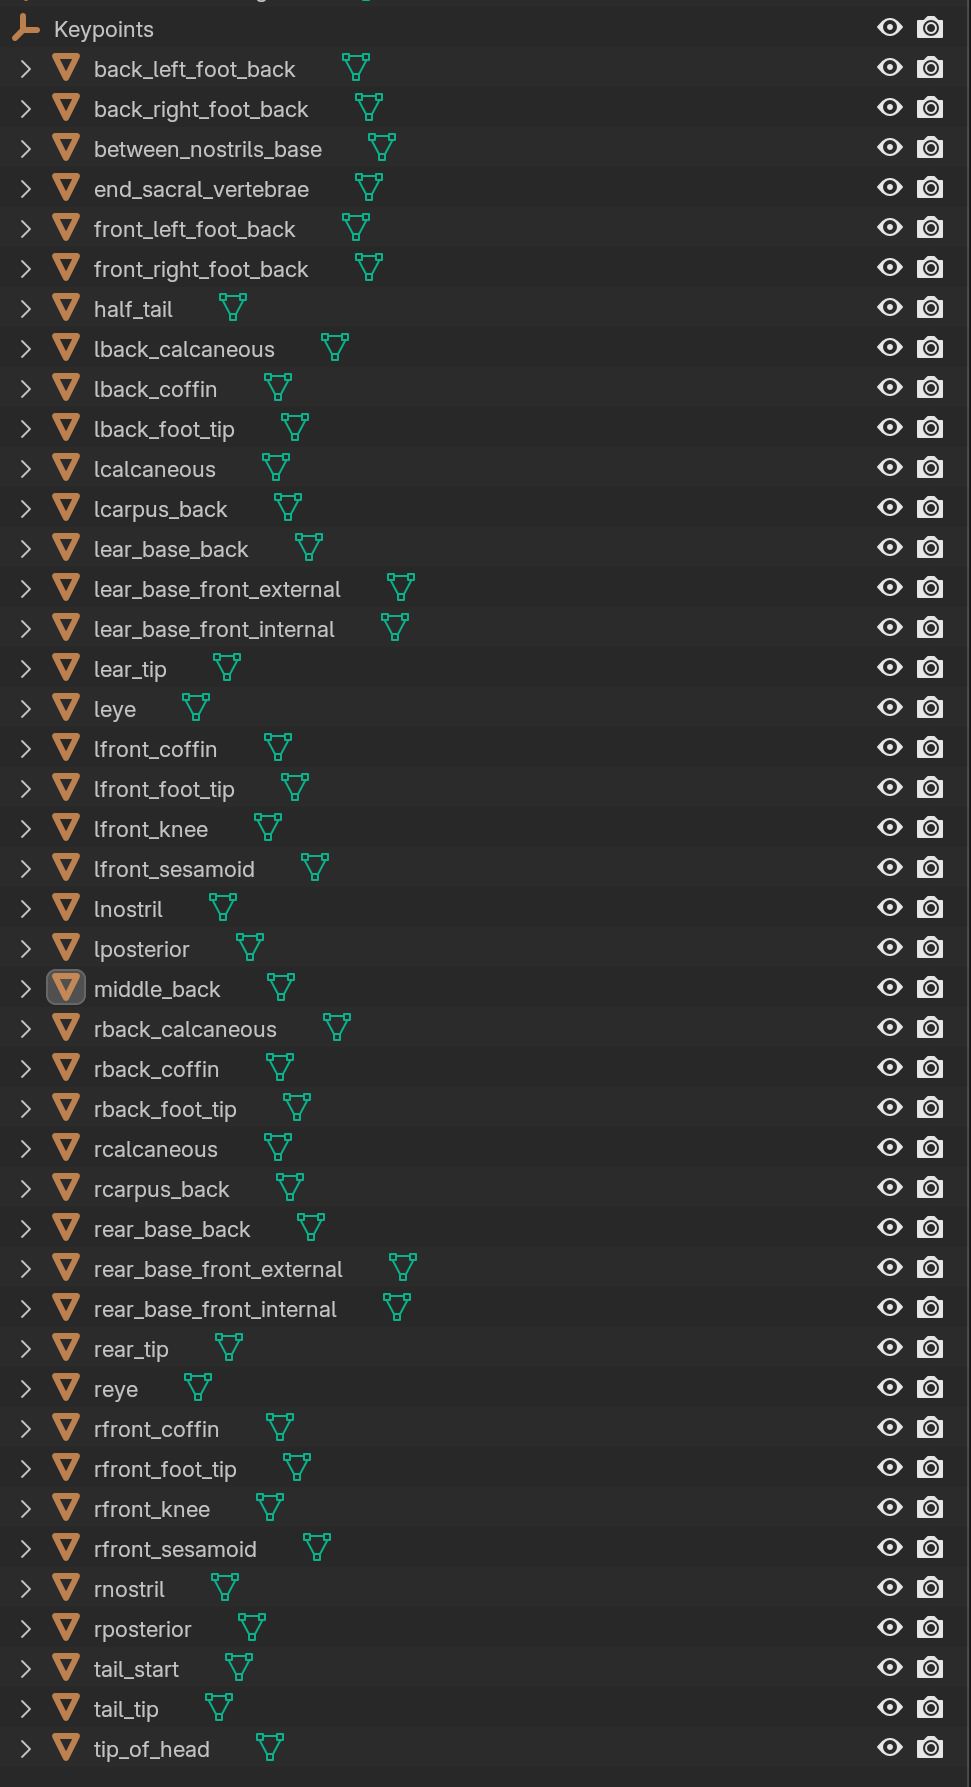 Keypoints
back_left_foot_back
back_right_foot_back
between_nostrils_base
end_sacral_vertebrae
front_left_foot_back
front_right_foot_back
half_tail
lback_calcaneous
lback_coffin
lback_foot_tip
lcalcaneous
lcarpus_back
lear_base_back
lear_base_front_external
lear_base_front_internal
lear_tip
leye
lfront_coffin
lfront_foot_tip
lfront_knee
lfront_sesamoid
lnostril
lposterior
middle_back
rback_calcaneous
rback_coffin
rback_foot_tip
rcalcaneous
rcarpus_back
rear_base_back
rear_base_front_external
rear_base_front_internal
rear_tip
reye
rfront_coffin
rfront_foot_tip
rfront_knee
rfront_sesamoid
rnostril
rposterior
tail_start
tail_tip
tip_of_head